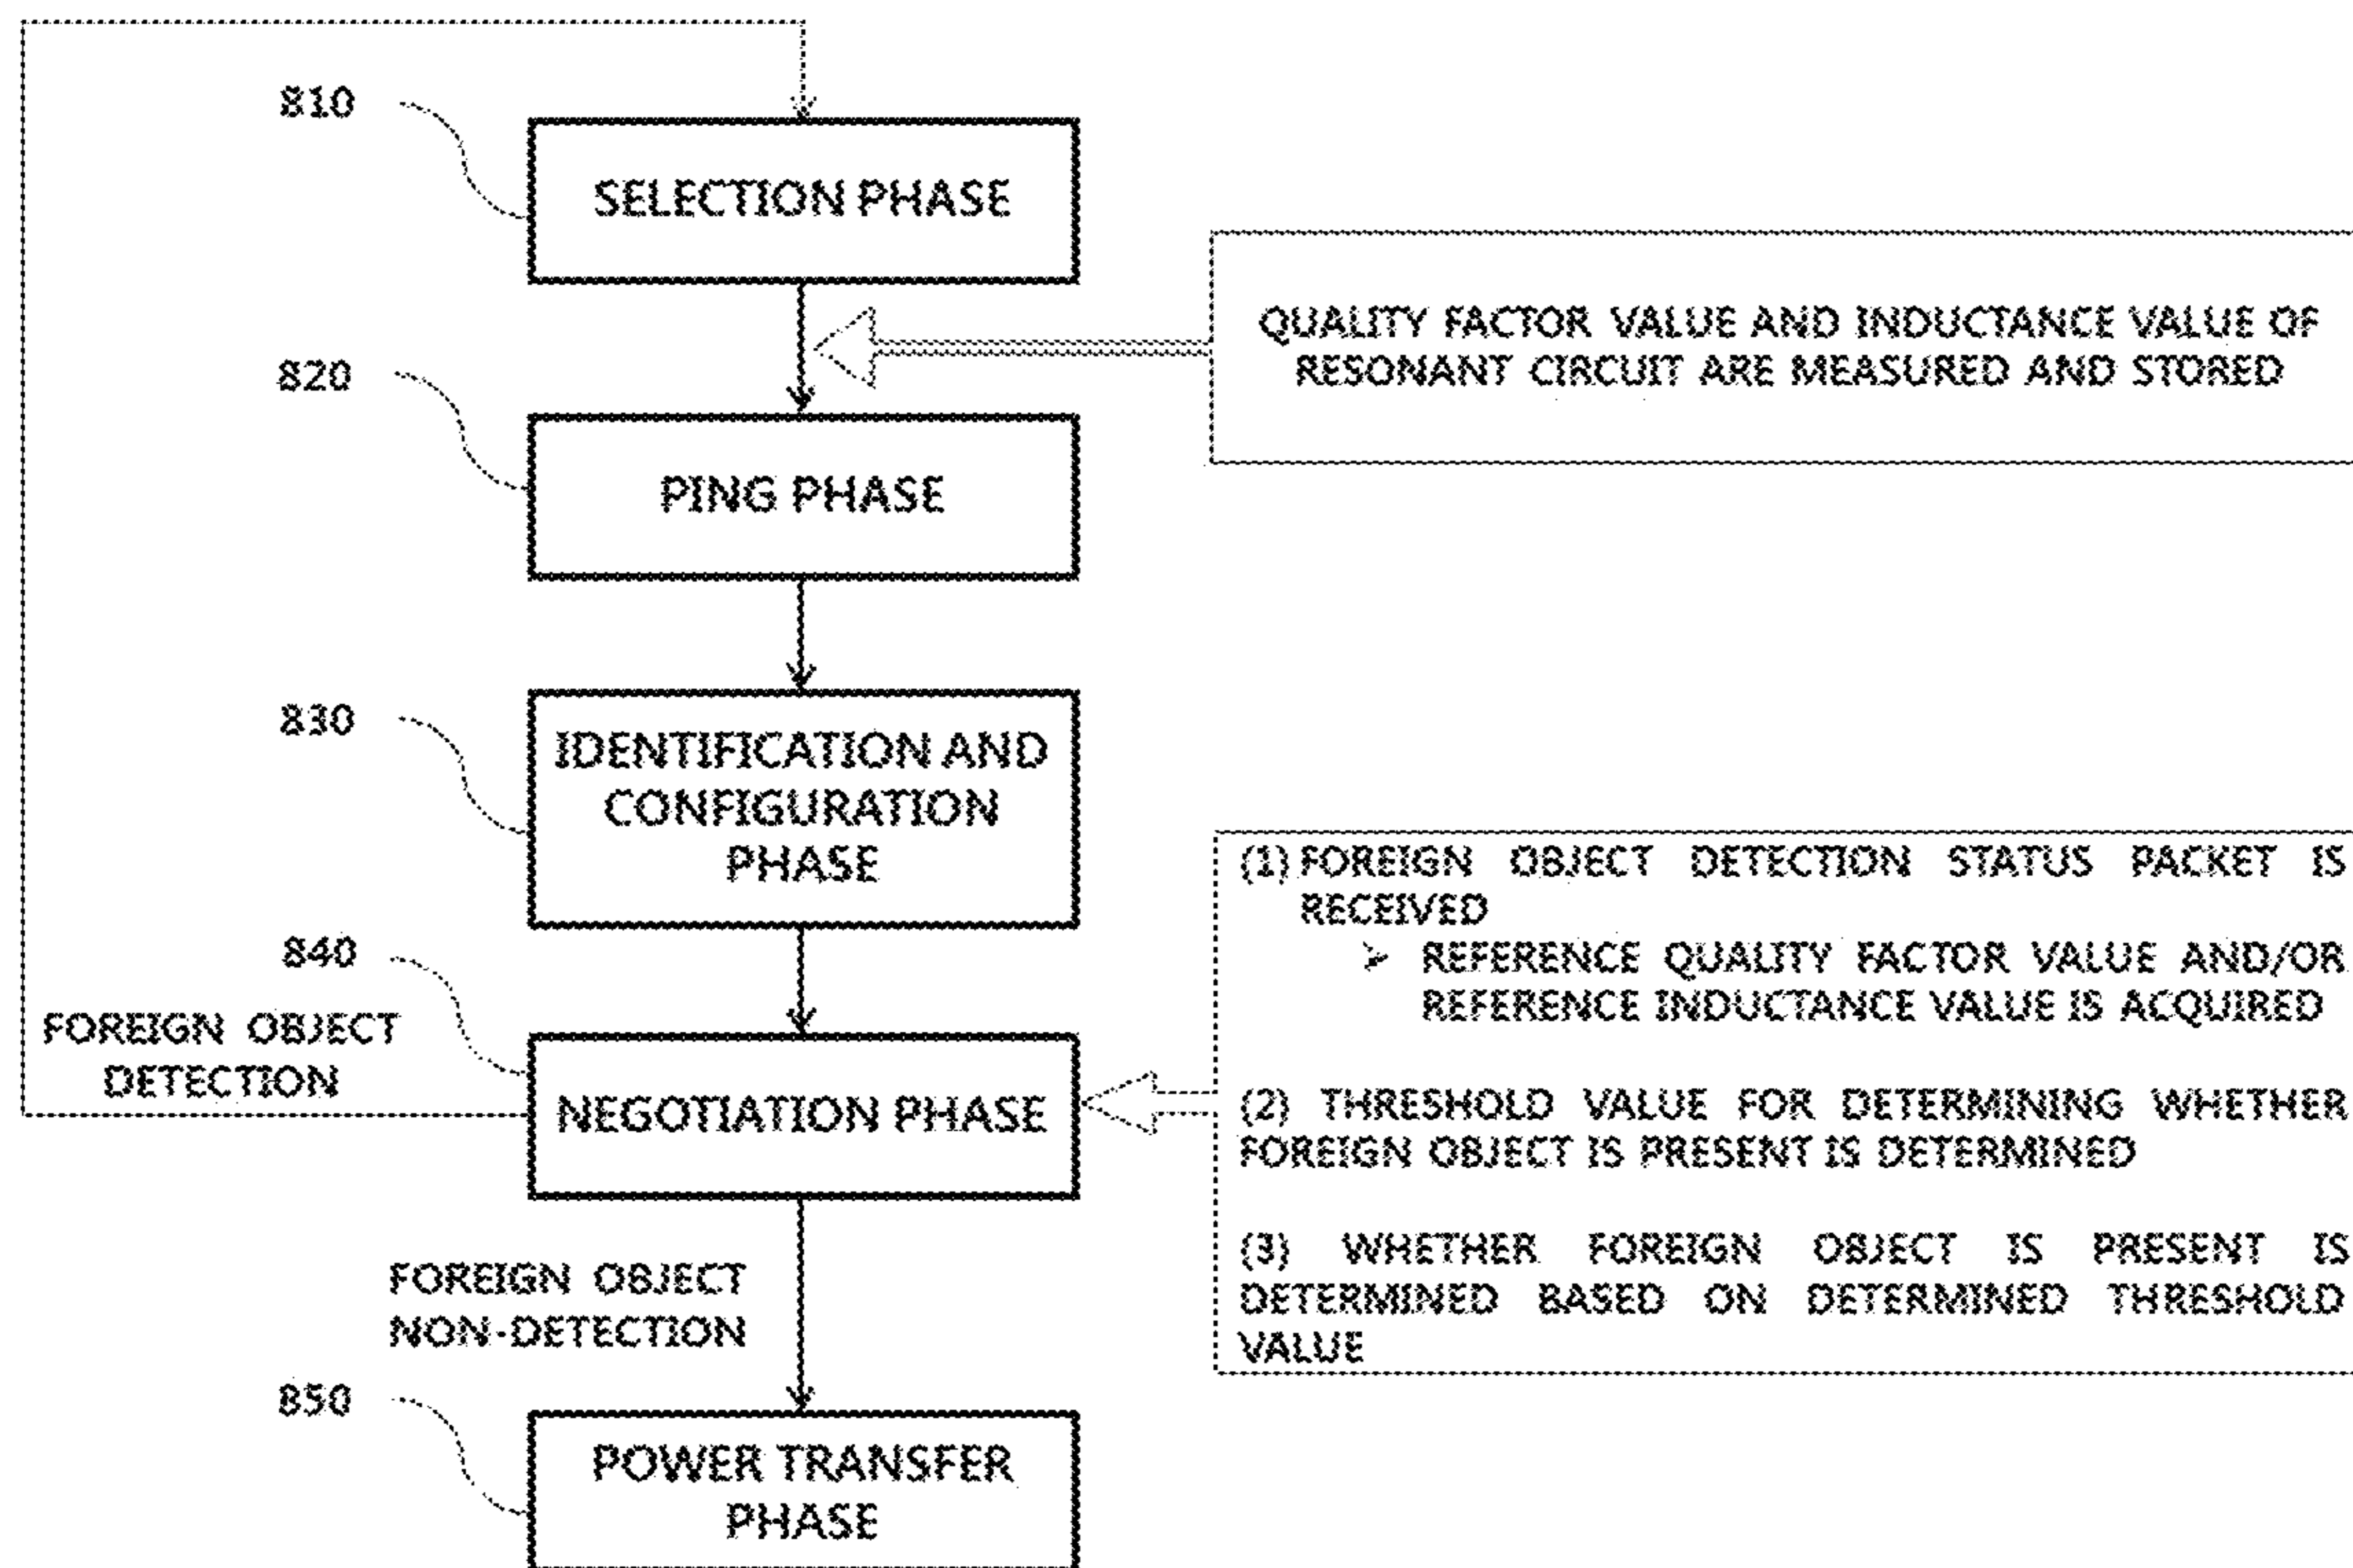 810
SELECTION PHASE
QUALITY FACTOR VALUE AND INDUCTANCE VALUE OF
RESONANT CIRCUIT ARE MEASURED AND STORED
820
PING PHASE
830
IDENTIFICATION AND
CONFIGURATION
PHASE
840
FOREIGN OBJECT
DETECTION
NEGOTIATION PHASE
(1) FOREIGN OBJECT DETECTION STATUS PACKET IS
RECEIVED
➢ REFERENCE QUALITY FACTOR VALUE AND/OR
REFERENCE INDUCTANCE VALUE IS ACQUIRED
(2) THRESHOLD VALUE FOR DETERMINING WHETHER
FOREIGN OBJECT IS PRESENT IS DETERMINED
(3) WHETHER FOREIGN OBJECT IS PRESENT IS
DETERMINED BASED ON DETERMINED THRESHOLD
VALUE
FOREIGN OBJECT
NON-DETECTION
850
POWER TRANSFER
PHASE